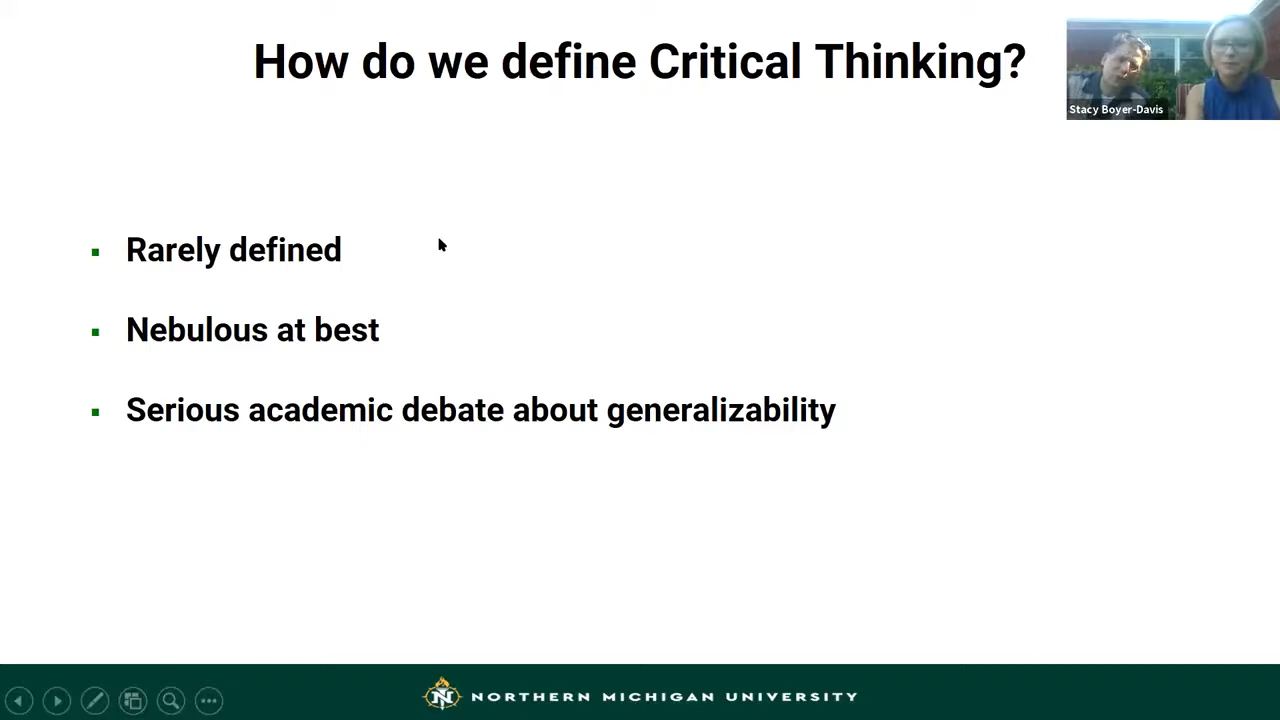 How do we define Critical Thinking?
Stacy Boyer-Davis
Rarely defined
Nebulous at best
Serious academic debate about generalizability
N
NORTHERN MICHIGAN UNIVERSITY